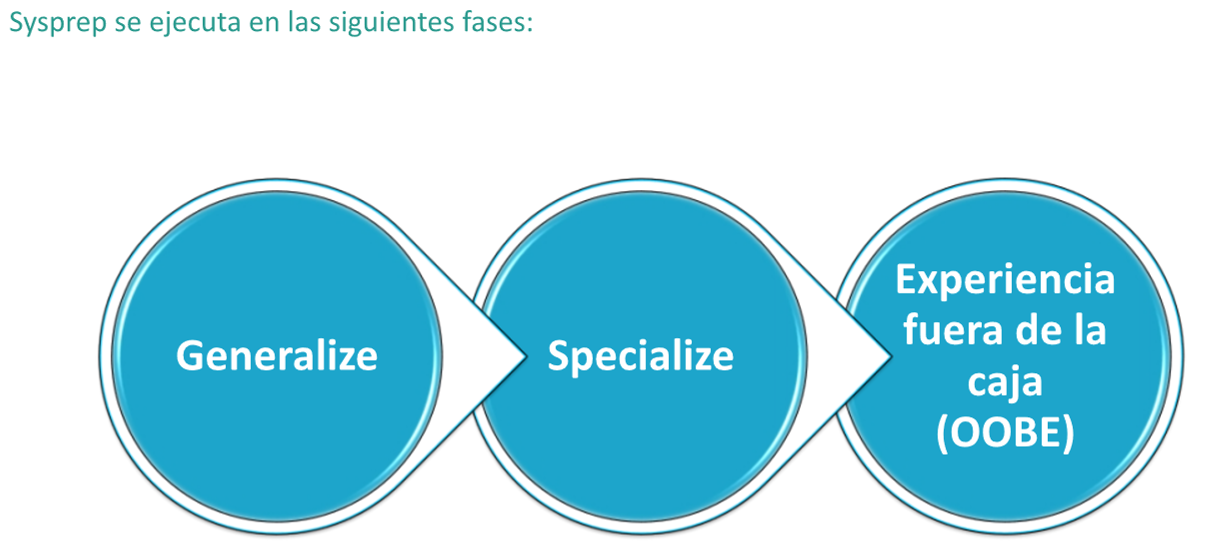 Sysprep se ejecuta en las siguientes fases:
Generalize
Specialize
Experiencia
fuera de la
caja
(OOBE)